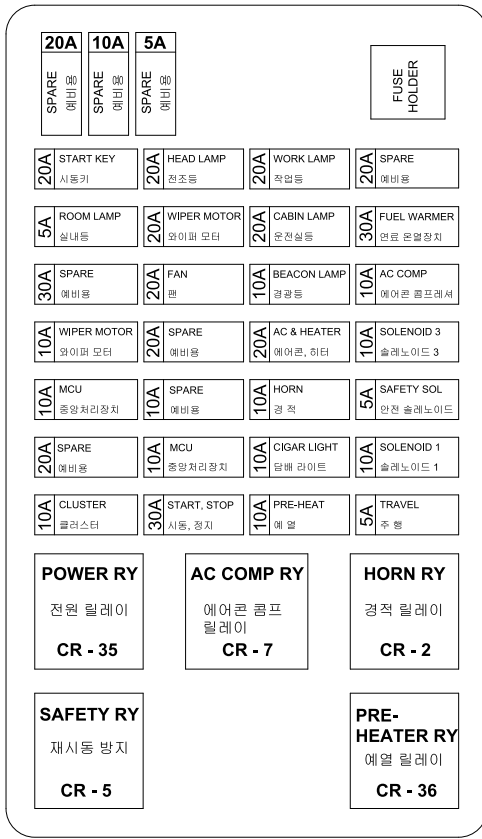 20A 10A 5A
SPARE 예비용 SPARE 예비용 SPARE 예비용
FUSE
HOLDER
20A START KEY 20A HEAD LAMP 20A WORK LAMP 20A SPARE
시동키 전조등 작업등 예비용
5A ROOM LAMP 20A WIPER MOTOR 20A CABIN LAMP 30A FUEL WARMER
실내등 와이퍼 모터 운전실등 연료 온열장치
30A SPARE 20A FAN 10A BEACON LAMP 10A AC COMP
예비용 팬 경광등 에어콘 콤프레셔
10A WIPER MOTOR 20A SPARE 20A AC & HEATER 10A SOLENOID 3
와이퍼 모터 예비용 에어콘, 히터 솔레노이드 3
10A MCU 10A SPARE 10A HORN 5A SAFETY SOL
중앙처리장치 예비용 경 적 안전 솔레노이드
20A SPARE 10A MCU 10A CIGAR LIGHT 10A SOLENOID 1
예비용 중앙처리장치 담배 라이트 솔레노이드 1
10A CLUSTER 30A START, STOP 10A PRE-HEAT 5A TRAVEL
클러스터 시동, 정지 예 열 주 행
POWER RY
전원 릴레이
CR - 35
AC COMP RY
에어콘 콤프
릴레이
CR - 7
HORN RY
경적 릴레이
CR - 2
SAFETY RY
재시동 방지
CR - 5
PRE-
HEATER RY
예열 릴레이
CR - 36